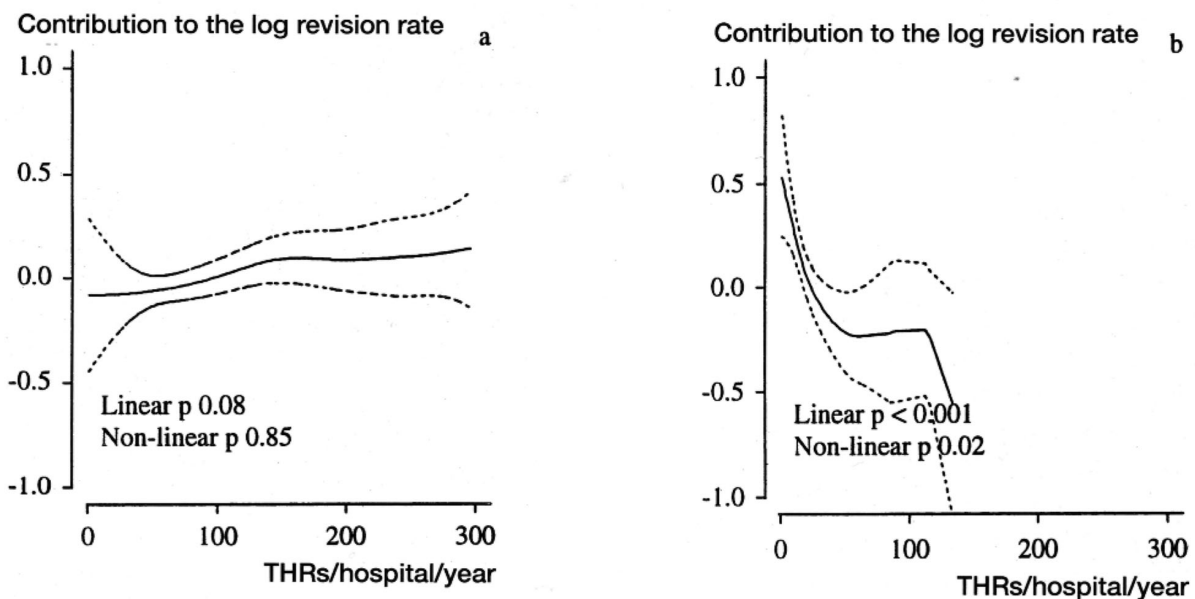 Contribution to the log revision rate
a
1.0
0.5
0.0
-0.5
-1.0
Linear p 0.08
Non-linear p 0.85
0 100 200 300
THRs/hospital/year
Contribution to the log revision rate
b
1.0
0.5
0.0
-0.5
-1.0
Linear p < 0.001
Non-linear p 0.02
0 100 200 300
THRs/hospital/year